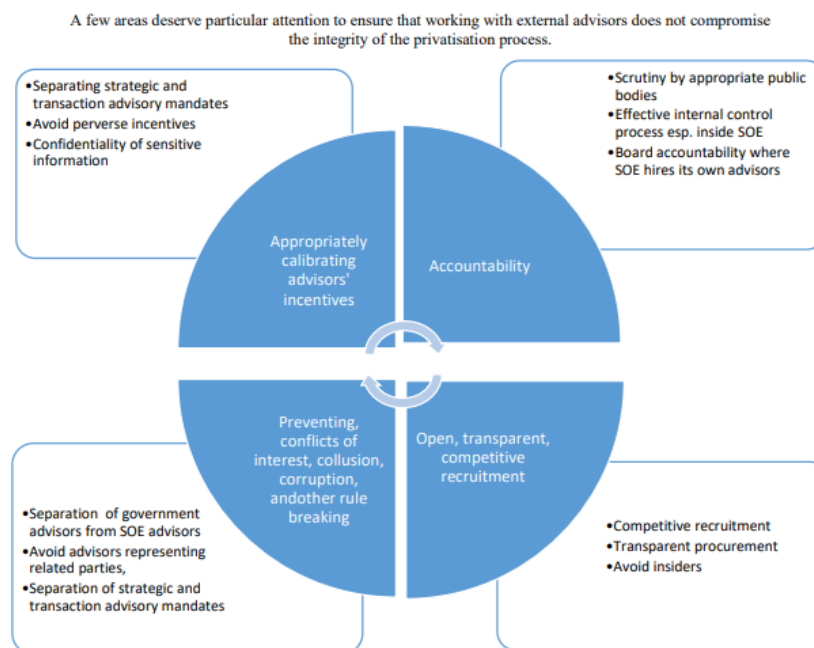 A few areas deserve particular attention to ensure that working with external advisors does not compromise
the integrity of the privatisation process.
•Separating strategic and
transaction advisory mandates
•Avoid perverse incentives
•Confidentiality of sensitive
information
•Scrutiny by appropriate public
bodies
•Effective internal control
process esp. inside SOE
•Board accountability where
SOE hires its own advisors
Appropriately
calibrating
advisors'
incentives
Accountability
Preventing,
conflicts of
interest, collusion,
corruption,
andother rule
breaking
Open, transparent,
competitive
recruitment
•Separation of government
advisors from SOE advisors
•Avoid advisors representing
related parties,
•Separation of strategic and
transaction advisory mandates
•Competitive recruitment
•Transparent procurement
•Avoid insiders